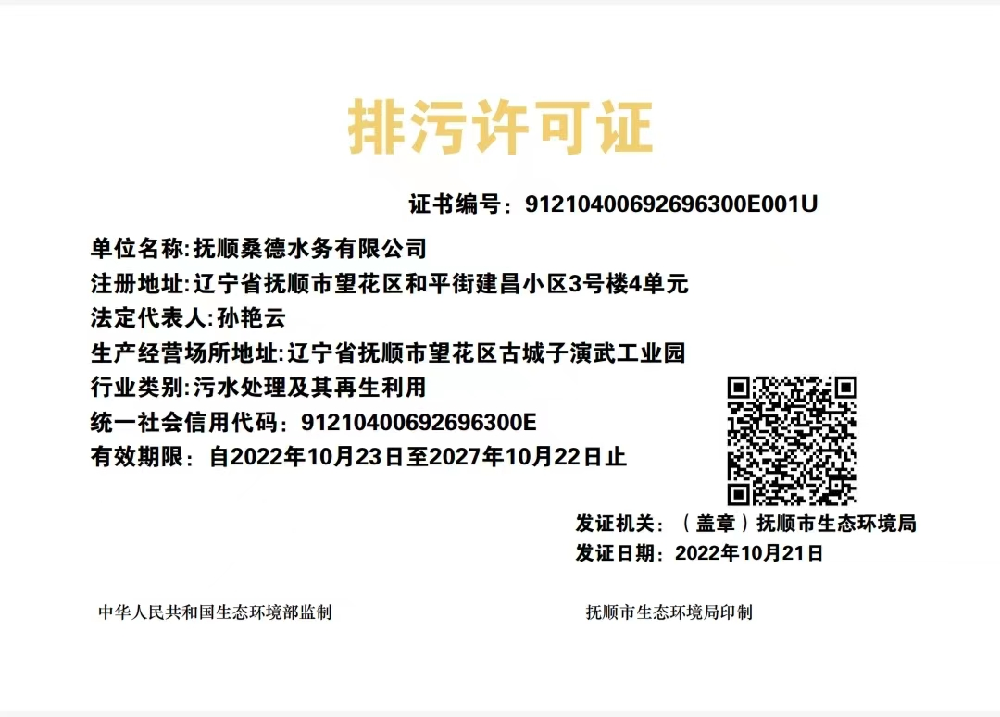 排污许可证
证书编号：91210400692696300E001U
单位名称:抚顺桑德水务有限公司
注册地址:辽宁省抚顺市望花区和平街建昌小区3号楼4单元
法定代表人:孙艳云
生产经营场所地址:辽宁省抚顺市望花区古城子演武工业园
行业类别:污水处理及其再生利用
统一社会信用代码：91210400692696300E
有效期限：自2022年10月23日至2027年10月22日止
发证机关：（盖章）抚顺市生态环境局
发证日期：2022年10月21日
中华人民共和国生态环境部监制
抚顺市生态环境局印制